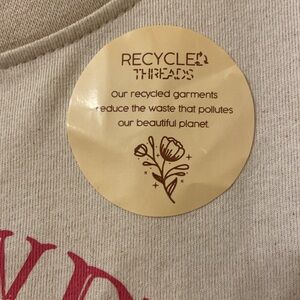 RECYCLED
THREADS
Our recycled garments
reduce the waste that pollutes
our beautiful planet.